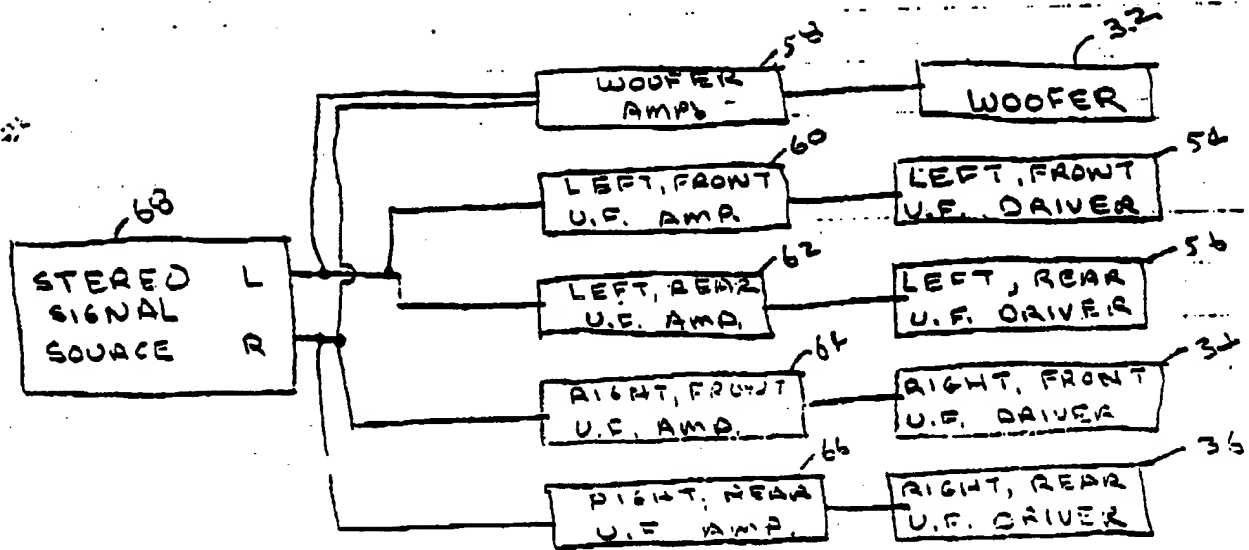 58
32
WOOFER
AMPS
WOOFER
60
54
LEFT, FRONT
U.F. AMP.
LEFT, FRONT
U.F. DRIVER
68
62
56
STEREO L
SIGNAL
SOURCE R
LEFT, REAR
U.F. AMP.
LEFT, REAR
U.F. DRIVER
64
34
RIGHT, FRONT
U.F. AMP.
RIGHT, FRONT
U.F. DRIVER
66
36
RIGHT, REAR
U.F. AMP.
RIGHT, REAR
U.F. DRIVER